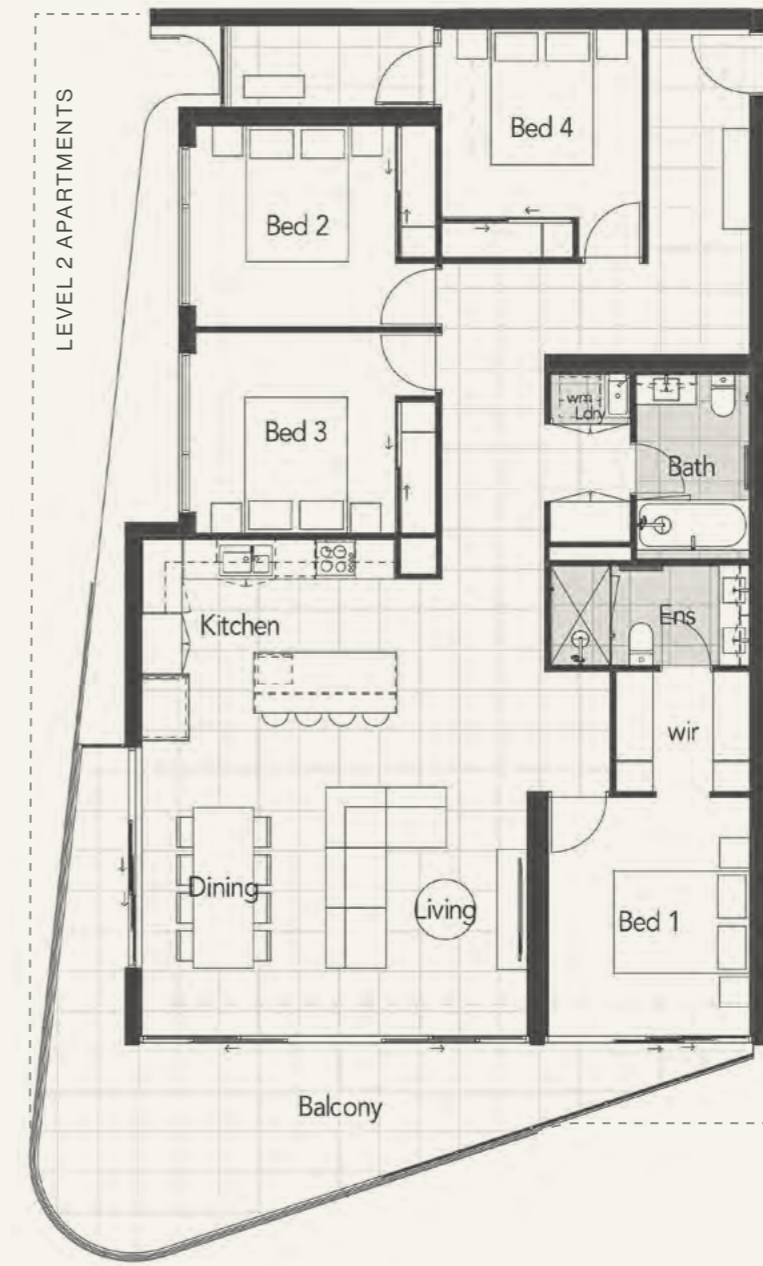 LEVEL 2 APARTMENTS
Bed 4
Bed 2
Bed 3
wm
Ldry
Bath
Kitchen
Ens
wir
Dining
Living
Bed 1
Balcony